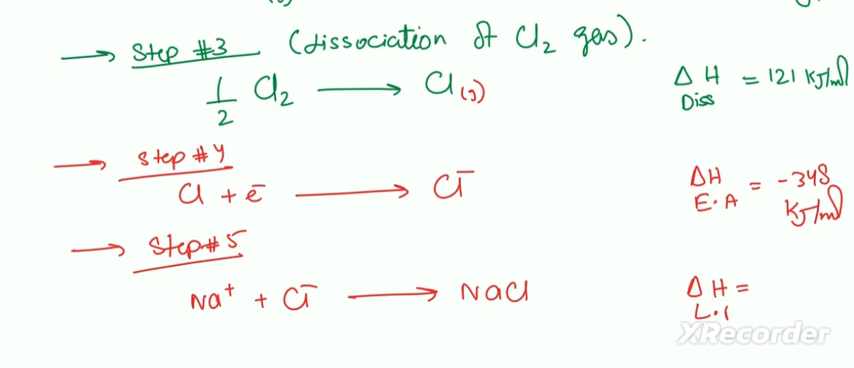 → Step #3 (dissociation of Cl₂ gas).
1/2 Cl₂ → Cl(g) ΔH Diss = 121 KJ/mol
→ Step #4
Cl + e⁻ → Cl⁻ ΔH E.A = -348 KJ/mol
→ Step #5
Na⁺ + Cl⁻ → NaCl ΔH L.( =
XRecorder